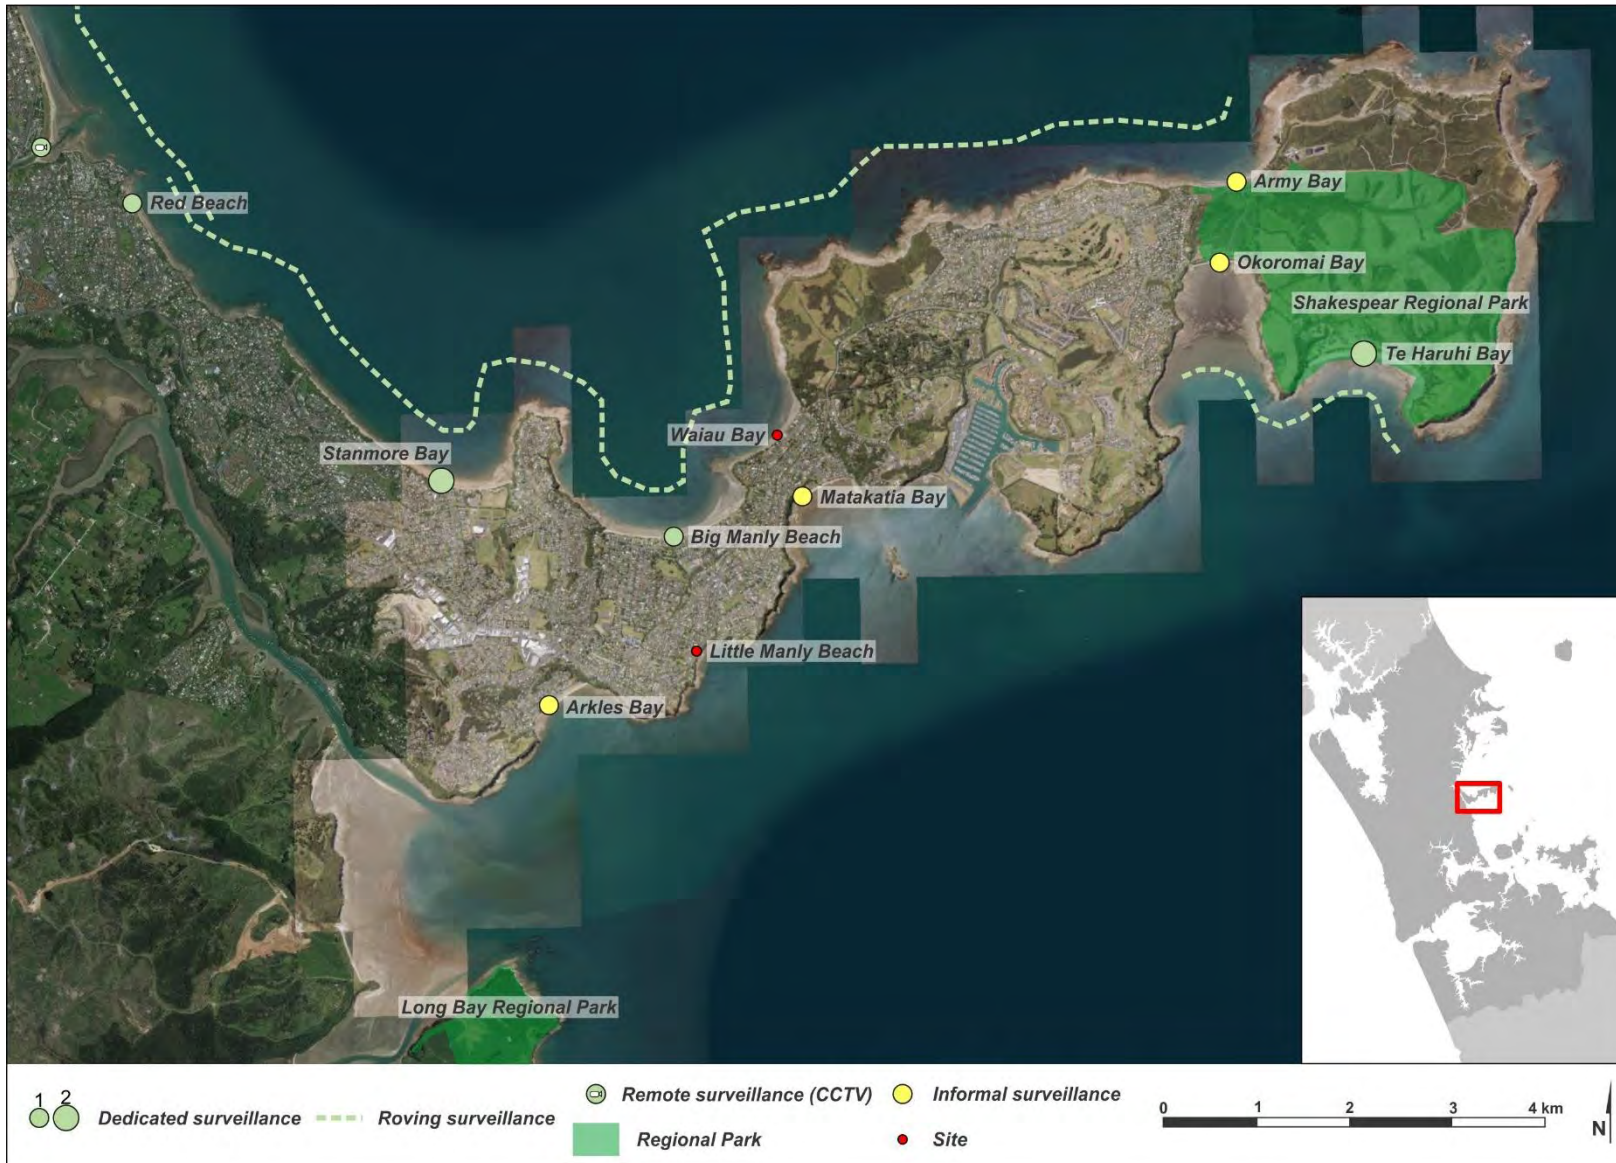 Red Beach
Army Bay
Okoromai Bay
Shakespear Regional Park
Te Haruhi Bay
Waiau Bay
Stanmore Bay
Matakatia Bay
Big Manly Beach
Little Manly Beach
Arkles Bay
Long Bay Regional Park
1 2
Dedicated surveillance
Roving surveillance
Remote surveillance (CCTV)
Regional Park
Informal surveillance
Site
0 1 2 3 4 km
N